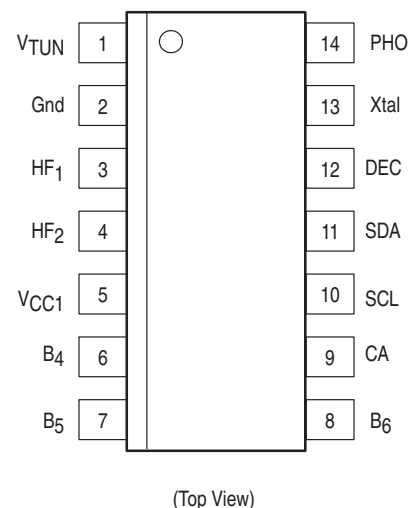 VTUN 1 14 PHO
Gnd 2 13 Xtal
HF1 3 12 DEC
HF2 4 11 SDA
VCC1 5 10 SCL
B4 6 9 CA
B5 7 8 B6
(Top View)